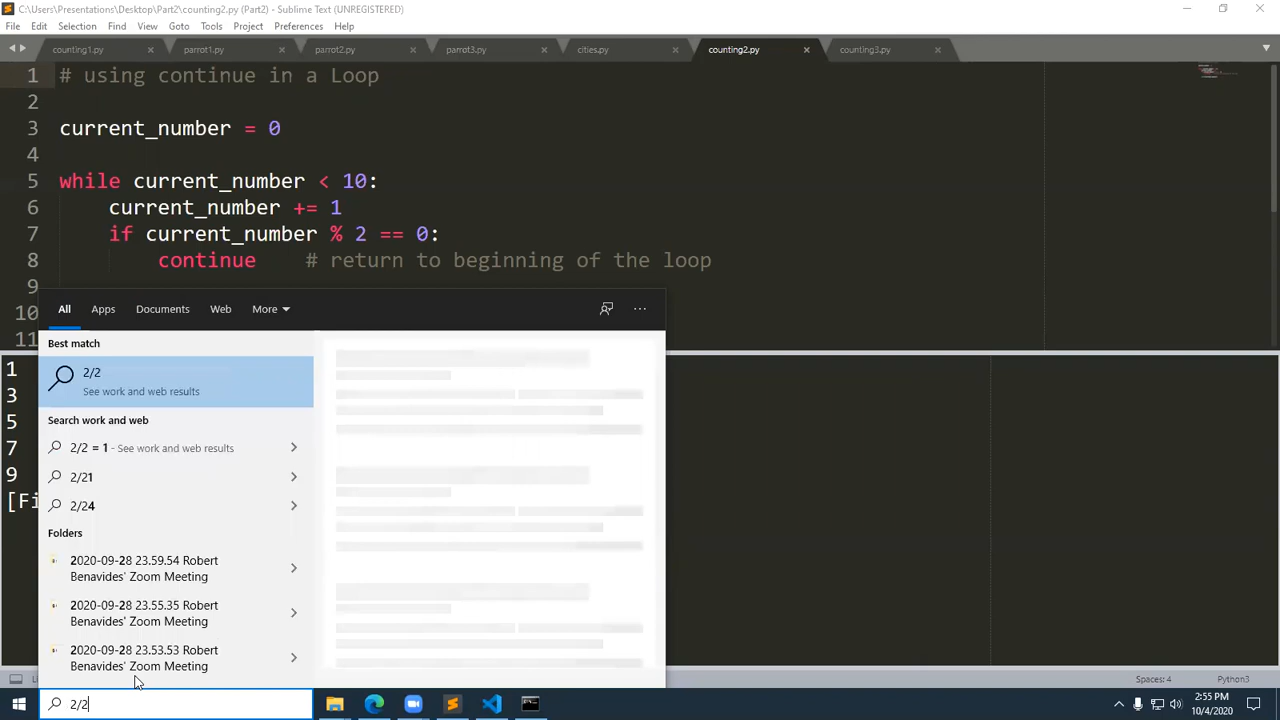 C:\Users\Presentations\Desktop\Part2\counting2.py (Part2) - Sublime Text (UNREGISTERED)
File Edit Selection Find View Goto Tools Project Preferences Help
counting1.py × parrot1.py × parrot2.py × parrot3.py × cities.py × counting2.py × counting3.py ×
1 # using continue in a Loop
2
3 current_number = 0
4
5 while current_number < 10:
6 current_number += 1
7 if current_number % 2 == 0:
8 continue # return to beginning of the loop
9
10
11
All Apps Documents Web More
Best match
2/2
See work and web results
Search work and web
2/2 = 1 - See work and web results
2/21
2/24
Folders
2020-09-28 23.59.54 Robert
Benavides' Zoom Meeting
2020-09-28 23.55.35 Robert
Benavides' Zoom Meeting
2020-09-28 23.53.53 Robert
Benavides' Zoom Meeting
1
3
5
7
9
[Fi
Spaces: 4 Python3
2/2
2:55 PM
10/4/2020